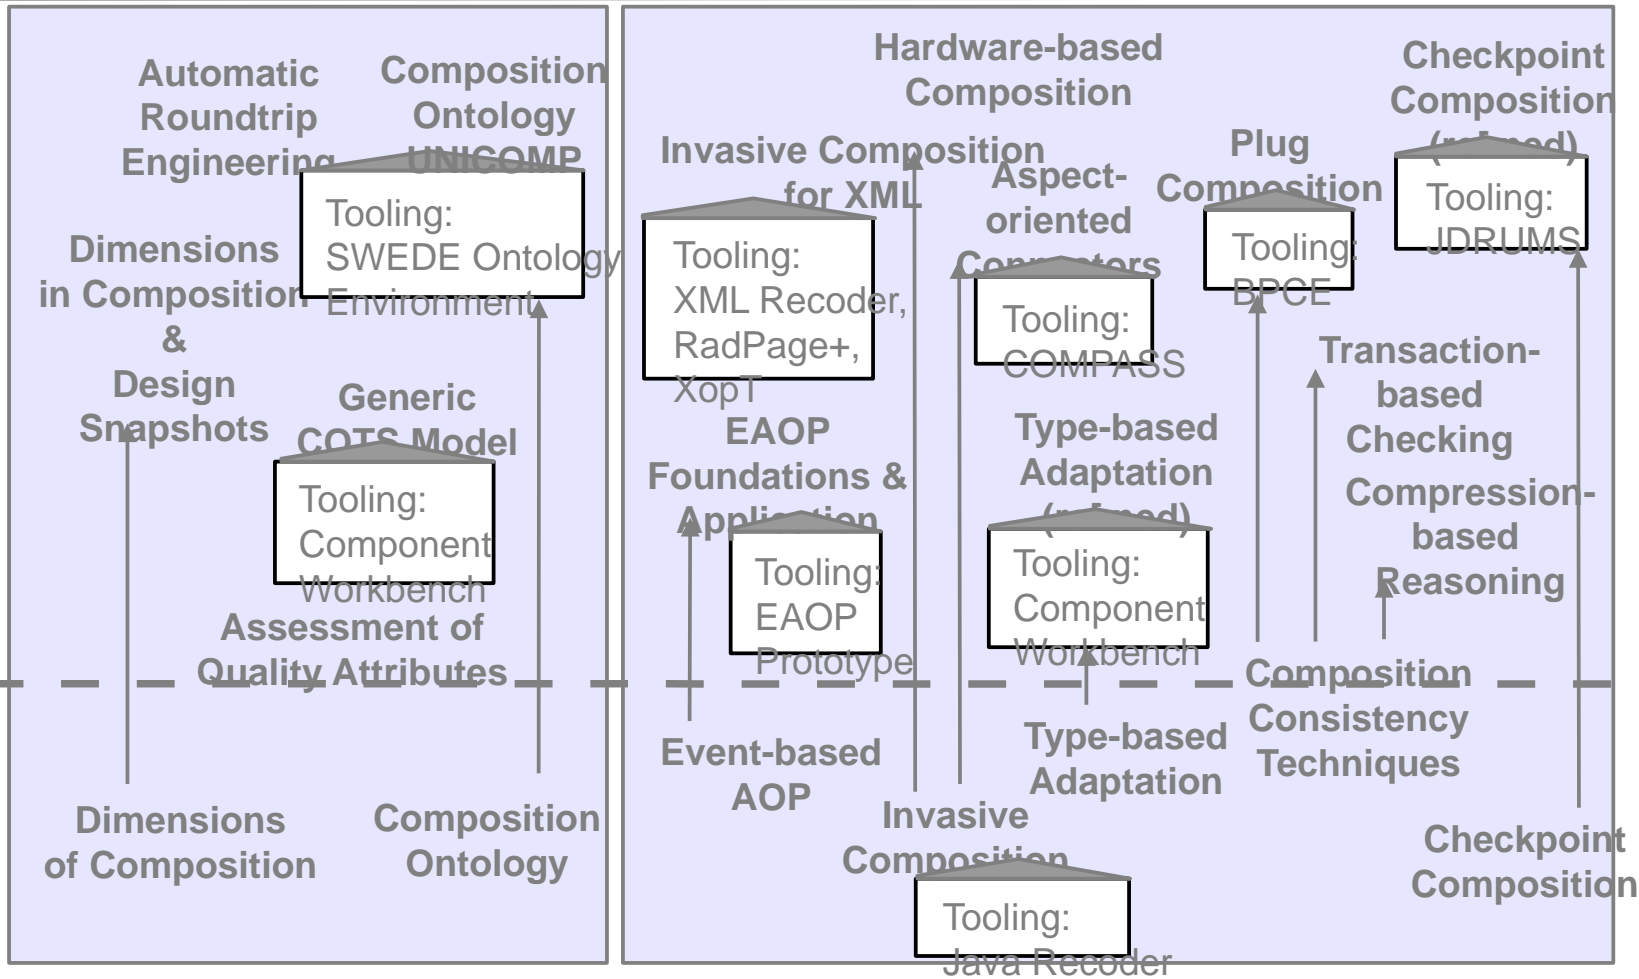 Automatic
Roundtrip
Engineering
Composition
Ontology
UNICOMP
Tooling:
SWEDE Ontology
Environment
Dimensions
in Composition
&
Design
Snapshots
Generic
COTS Model
Tooling:
Component
Workbench
Assessment of
Quality Attributes
Dimensions
of Composition
Composition
Ontology
Hardware-based
Composition
Invasive Composition
for XML
Tooling:
XML Recoder,
RadPage+,
XopT
Aspect-
oriented
Connectors
Tooling:
COMPASS
Plug
Composition
Tooling:
BPCE
Checkpoint
Composition
(refined)
Tooling:
JDRUMS
Transaction-
based
Checking
EAOP
Foundations &
Application
Tooling:
EAOP
Prototype
Type-based
Adaptation
(refined)
Tooling:
Component
Workbench
Compression-
based
Reasoning
Event-based
AOP
Invasive
Composition
Tooling:
Java Recoder
Type-based
Adaptation
Composition
Consistency
Techniques
Checkpoint
Composition